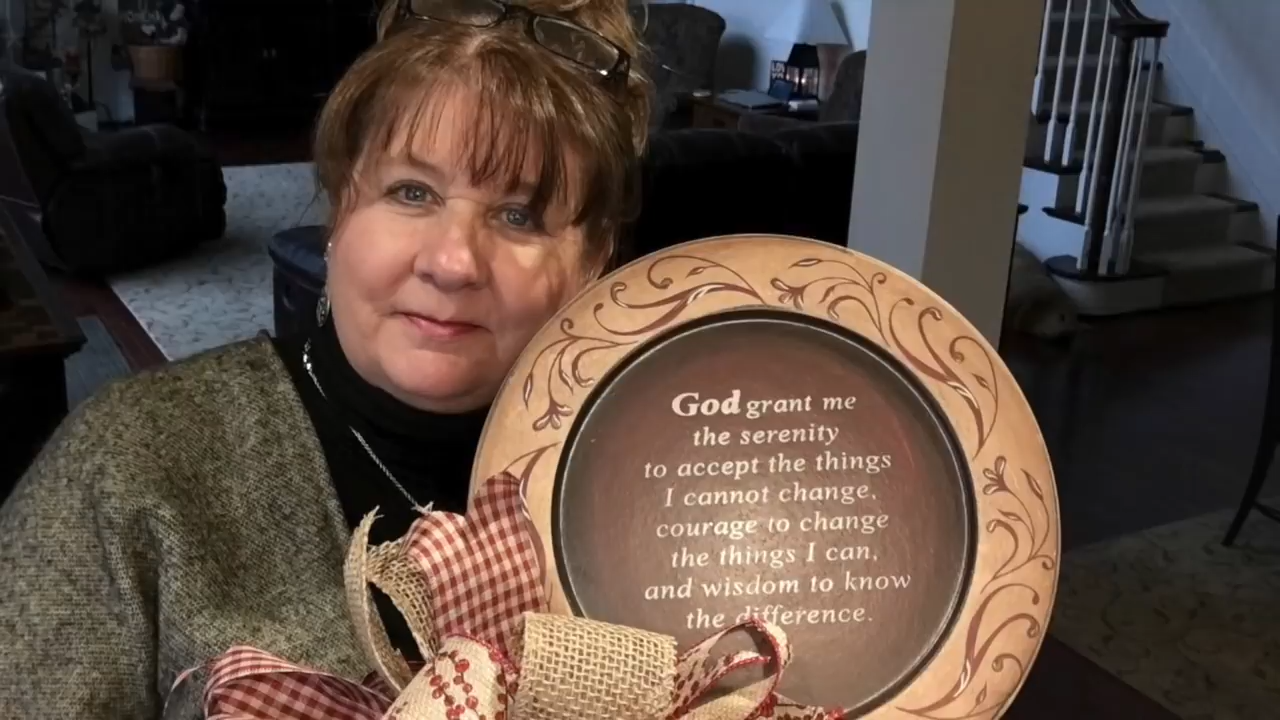 God grant me
the serenity
to accept the things
I cannot change,
courage to change
the things I can,
and wisdom to know
the difference.